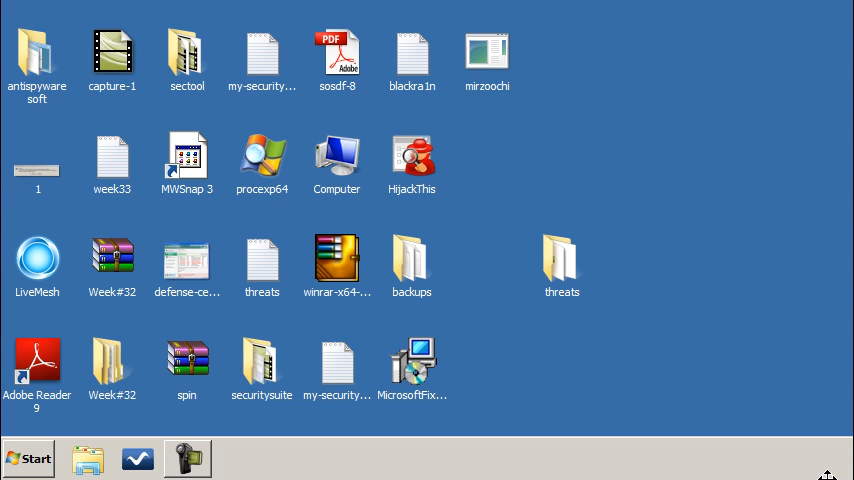 antispyware
soft
capture-1
sectool
my-security...
PDF
Adobe
sosdf-8
blackra1n
mirzoochi
1
week33
MWSnap 3
procexp64
Computer
HijackThis
LiveMesh
Week#32
defense-ce...
threats
winrar-x64-...
backups
threats
Adobe Reader
9
Week#32
spin
securitysuite
my-security...
MicrosoftFix...
Start